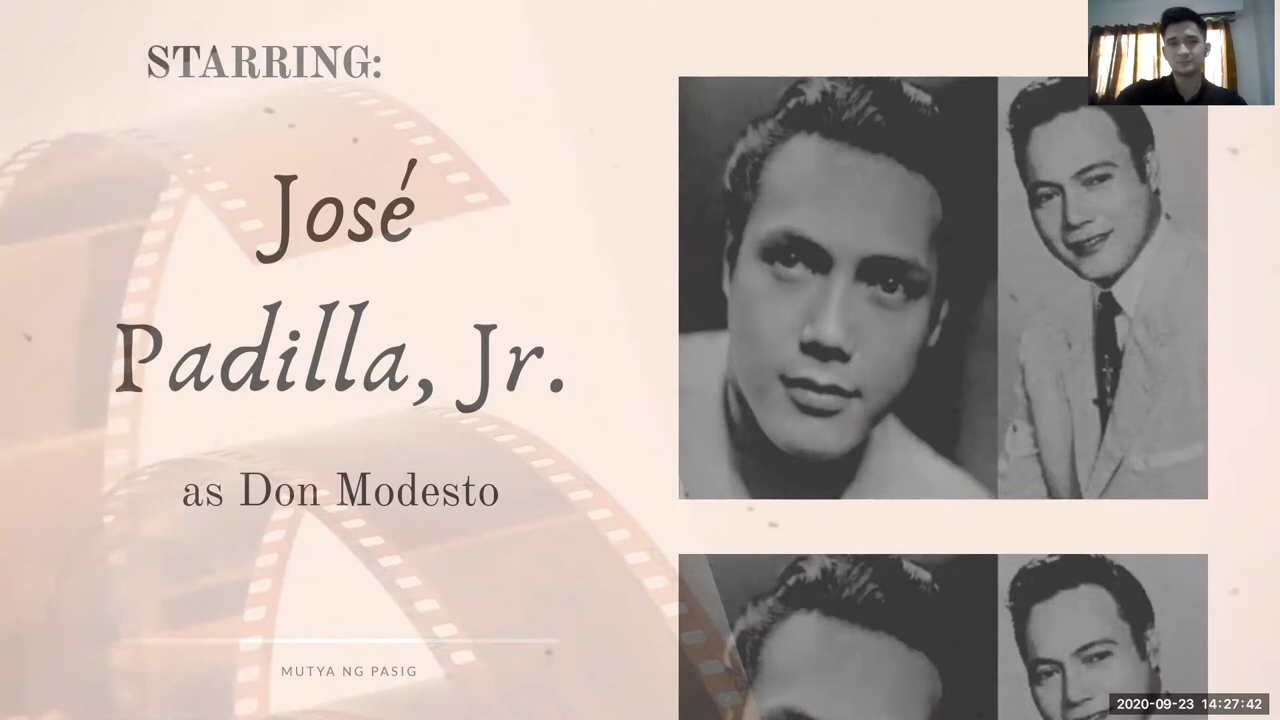 STARRING:
José
Padilla, Jr.
as Don Modesto
MUTYA NG PASIG
2020-09-23 14:27:42